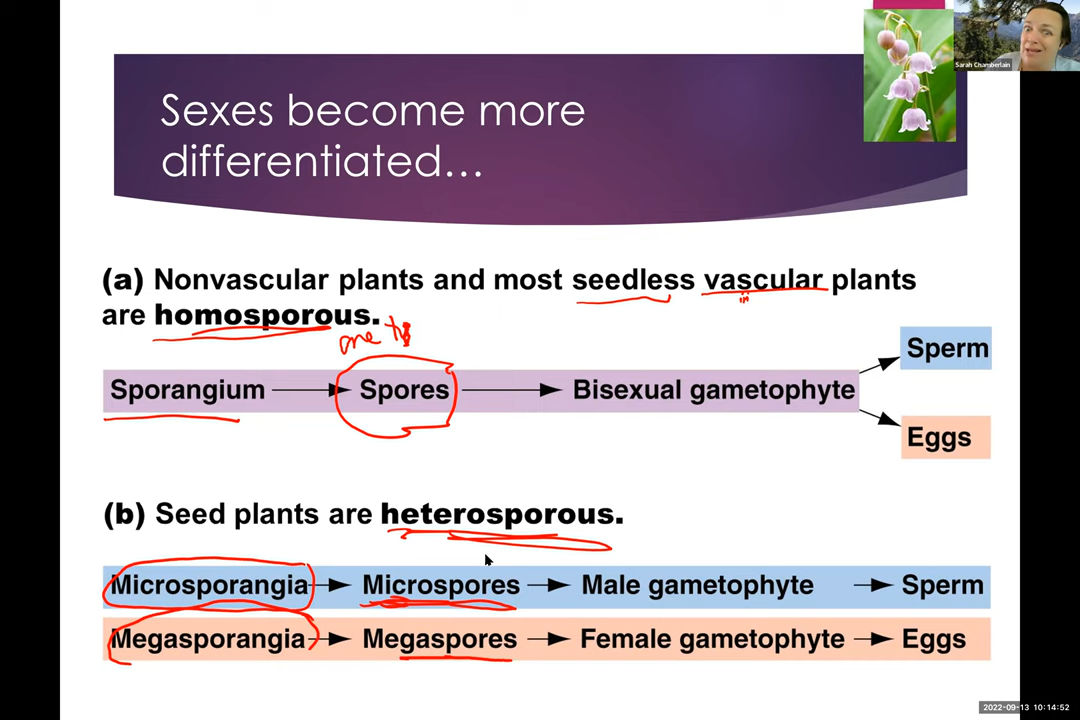 Sarah Chamberlain
Sexes become more
differentiated...
(a) Nonvascular plants and most seedless vascular plants
are homosporous.
one
Sporangium Spores Bisexual gametophyte
Sperm
Eggs
(b) Seed plants are heterosporous.
Microsporangia Microspores Male gametophyte Sperm
Megasporangia Megaspores Female gametophyte Eggs
2022-09-13 10:14:52